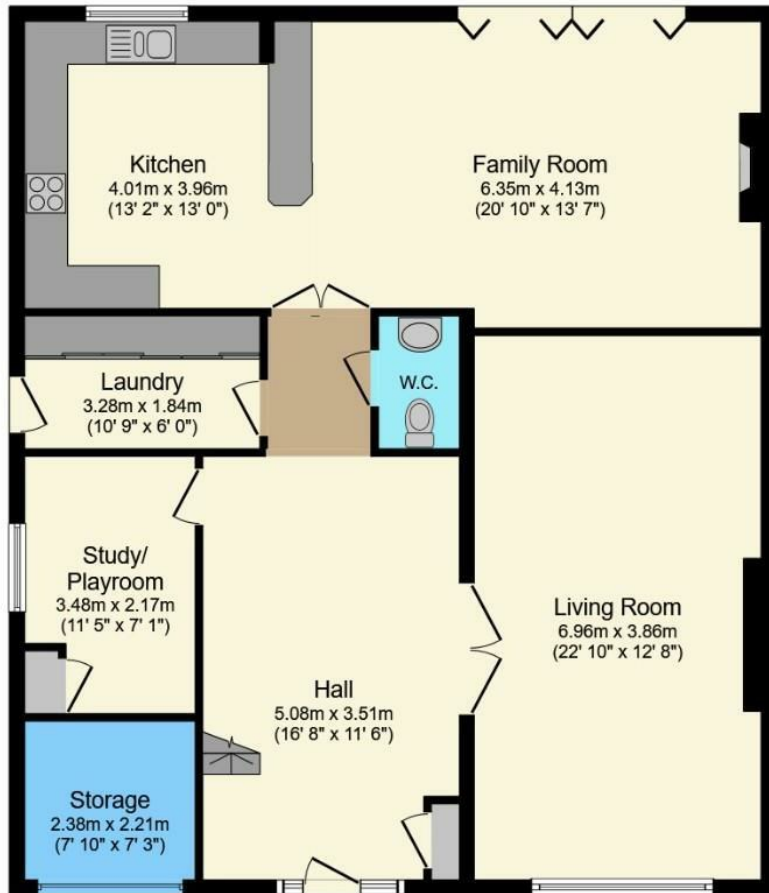 Kitchen
4.01m x 3.96m
(13' 2" x 13' 0")
Family Room
6.35m x 4.13m
(20' 10" x 13' 7")
Laundry
3.28m x 1.84m
(10' 9" x 6' 0")
W.C.
Study/
Playroom
3.48m x 2.17m
(11' 5" x 7' 1")
Living Room
6.96m x 3.86m
(22' 10" x 12' 8")
Hall
5.08m x 3.51m
(16' 8" x 11' 6")
Storage
2.38m x 2.21m
(7' 10" x 7' 3")